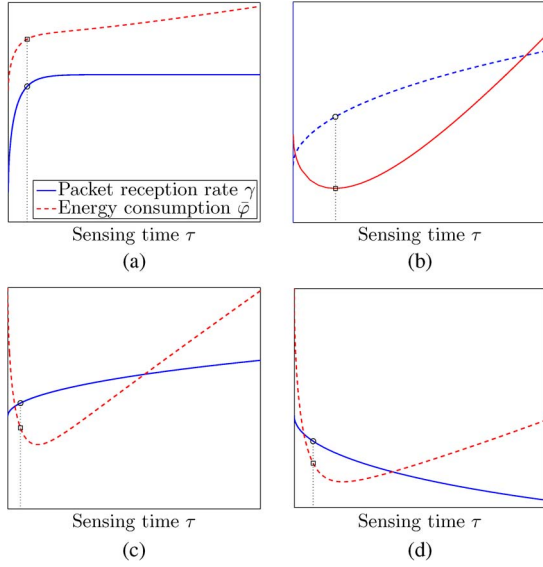 Packet reception rate γ
Energy consumption φ̄
Sensing time τ
Sensing time τ
(a)
(b)
Sensing time τ
Sensing time τ
(c)
(d)